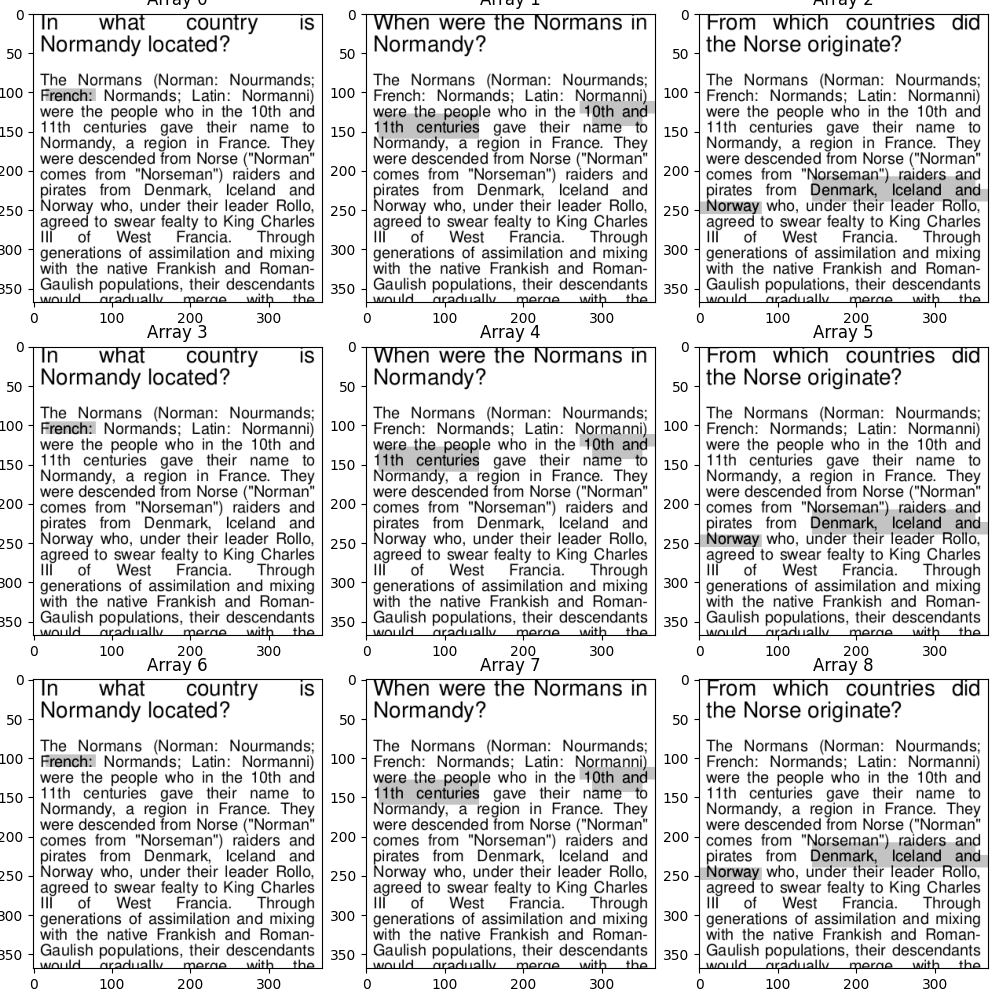 Array 0
In what country is
Normandy located?
The Normans (Norman: Nourmands;
French: Normands; Latin: Normanni)
were the people who in the 10th and
11th centuries gave their name to
Normandy, a region in France. They
were descended from Norse ("Norman"
comes from "Norseman") raiders and
pirates from Denmark, Iceland and
Norway who, under their leader Rollo,
agreed to swear fealty to King Charles
III of West Francia. Through
generations of assimilation and mixing
with the native Frankish and Roman-
Gaulish populations, their descendants
would gradually merge with the
0
50
100
150
200
250
300
350
0 100 200 300
Array 1
When were the Normans in
Normandy?
The Normans (Norman: Nourmands;
French: Normands; Latin: Normanni)
were the people who in the 10th and
11th centuries gave their name to
Normandy, a region in France. They
were descended from Norse ("Norman"
comes from "Norseman") raiders and
pirates from Denmark, Iceland and
Norway who, under their leader Rollo,
agreed to swear fealty to King Charles
III of West Francia. Through
generations of assimilation and mixing
with the native Frankish and Roman-
Gaulish populations, their descendants
would gradually merge with the
0
50
100
150
200
250
300
350
0 100 200 300
Array 2
From which countries did
the Norse originate?
The Normans (Norman: Nourmands;
French: Normands; Latin: Normanni)
were the people who in the 10th and
11th centuries gave their name to
Normandy, a region in France. They
were descended from Norse ("Norman"
comes from "Norseman") raiders and
pirates from Denmark, Iceland and
Norway who, under their leader Rollo,
agreed to swear fealty to King Charles
III of West Francia. Through
generations of assimilation and mixing
with the native Frankish and Roman-
Gaulish populations, their descendants
would gradually merge with the
0
50
100
150
200
250
300
350
0 100 200 300
Array 3
In what country is
Normandy located?
The Normans (Norman: Nourmands;
French: Normands; Latin: Normanni)
were the people who in the 10th and
11th centuries gave their name to
Normandy, a region in France. They
were descended from Norse ("Norman"
comes from "Norseman") raiders and
pirates from Denmark, Iceland and
Norway who, under their leader Rollo,
agreed to swear fealty to King Charles
III of West Francia. Through
generations of assimilation and mixing
with the native Frankish and Roman-
Gaulish populations, their descendants
would gradually merge with the
0
50
100
150
200
250
300
350
0 100 200 300
Array 4
When were the Normans in
Normandy?
The Normans (Norman: Nourmands;
French: Normands; Latin: Normanni)
were the people who in the 10th and
11th centuries gave their name to
Normandy, a region in France. They
were descended from Norse ("Norman"
comes from "Norseman") raiders and
pirates from Denmark, Iceland and
Norway who, under their leader Rollo,
agreed to swear fealty to King Charles
III of West Francia. Through
generations of assimilation and mixing
with the native Frankish and Roman-
Gaulish populations, their descendants
would gradually merge with the
0
50
100
150
200
250
300
350
0 100 200 300
Array 5
From which countries did
the Norse originate?
The Normans (Norman: Nourmands;
French: Normands; Latin: Normanni)
were the people who in the 10th and
11th centuries gave their name to
Normandy, a region in France. They
were descended from Norse ("Norman"
comes from "Norseman") raiders and
pirates from Denmark, Iceland and
Norway who, under their leader Rollo,
agreed to swear fealty to King Charles
III of West Francia. Through
generations of assimilation and mixing
with the native Frankish and Roman-
Gaulish populations, their descendants
would gradually merge with the
0
50
100
150
200
250
300
350
0 100 200 300
Array 6
In what country is
Normandy located?
The Normans (Norman: Nourmands;
French: Normands; Latin: Normanni)
were the people who in the 10th and
11th centuries gave their name to
Normandy, a region in France. They
were descended from Norse ("Norman"
comes from "Norseman") raiders and
pirates from Denmark, Iceland and
Norway who, under their leader Rollo,
agreed to swear fealty to King Charles
III of West Francia. Through
generations of assimilation and mixing
with the native Frankish and Roman-
Gaulish populations, their descendants
would gradually merge with the
0
50
100
150
200
250
300
350
0 100 200 300
Array 7
When were the Normans in
Normandy?
The Normans (Norman: Nourmands;
French: Normands; Latin: Normanni)
were the people who in the 10th and
11th centuries gave their name to
Normandy, a region in France. They
were descended from Norse ("Norman"
comes from "Norseman") raiders and
pirates from Denmark, Iceland and
Norway who, under their leader Rollo,
agreed to swear fealty to King Charles
III of West Francia. Through
generations of assimilation and mixing
with the native Frankish and Roman-
Gaulish populations, their descendants
would gradually merge with the
0
50
100
150
200
250
300
350
0 100 200 300
Array 8
From which countries did
the Norse originate?
The Normans (Norman: Nourmands;
French: Normands; Latin: Normanni)
were the people who in the 10th and
11th centuries gave their name to
Normandy, a region in France. They
were descended from Norse ("Norman"
comes from "Norseman") raiders and
pirates from Denmark, Iceland and
Norway who, under their leader Rollo,
agreed to swear fealty to King Charles
III of West Francia. Through
generations of assimilation and mixing
with the native Frankish and Roman-
Gaulish populations, their descendants
would gradually merge with the
0
50
100
150
200
250
300
350
0 100 200 300